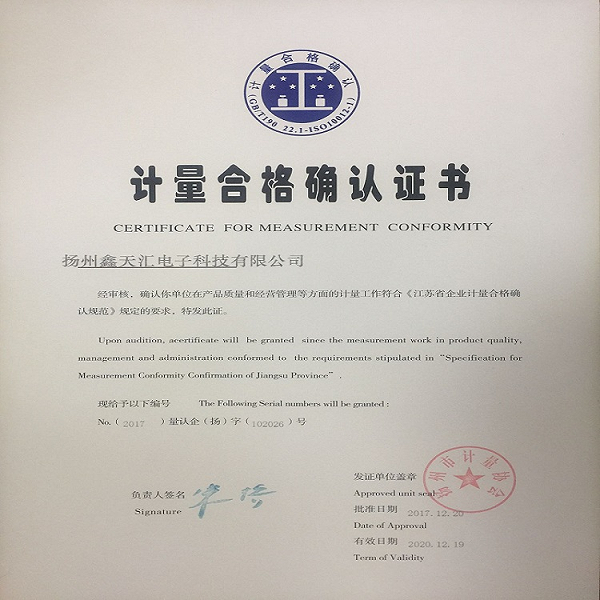 计量合格确认
(GB/T190 22.1-ISO10012-1)
计量合格确认证书
CERTIFICATE FOR MEASUREMENT CONFORMITY
扬州鑫天汇电子科技有限公司
经审核，确认你单位在产品质量和经营管理等方面的计量工作符合《江苏省企业计量合格确
认规范》规定的要求，特发此证。
Upon audition, acertificate will be granted since the measurement work in product quality,
management and administration conformed to the requirements stipulated in “Specification for
Measurement Conformity Confirmation of Jiangsu Province”.
现给予以下编号 The Following Serial numbers will be granted:
No.(2017)量认企(扬)字(102026)号
负责人签名
Signature
发证单位盖章
Approved unit seal
批准日期 2017.12.20
Date of Approval
有效日期 2020.12.19
Term of Validity
扬州市计量协会